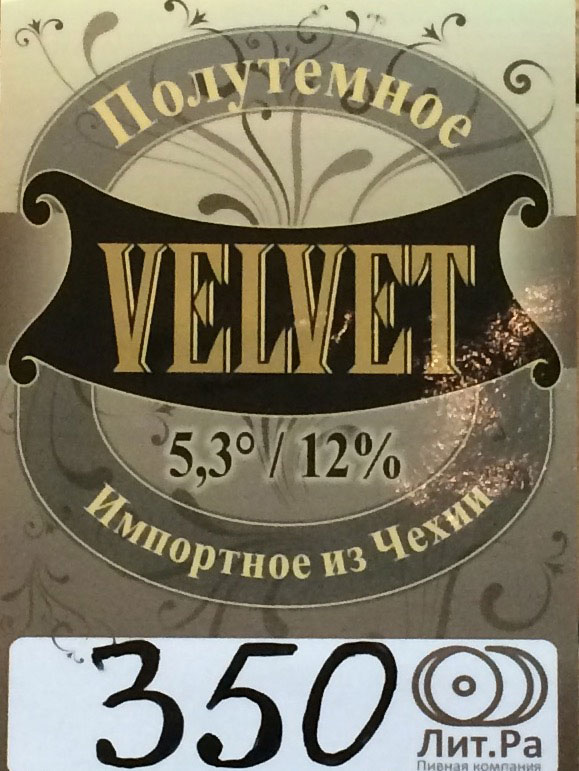 Полутемное
VELVET
5,3° / 12%
Импортное из Чехии
350
Лит.Ра
Пивная компания